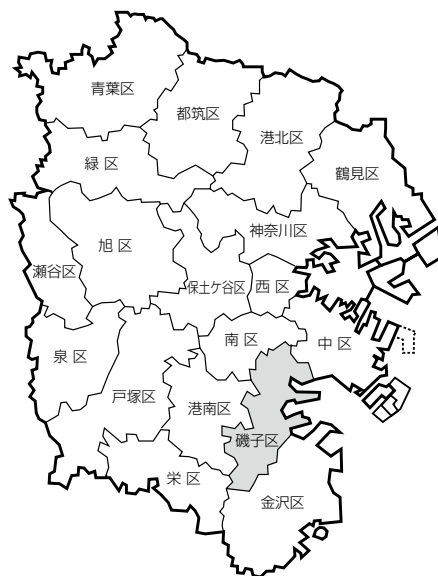 青葉区
都筑区
港北区
緑 区
鶴見区
神奈川区
旭 区
瀬谷区
保土ケ谷区
西 区
南 区
中 区
泉 区
戸塚区
港南区
磯子区
栄 区
金沢区